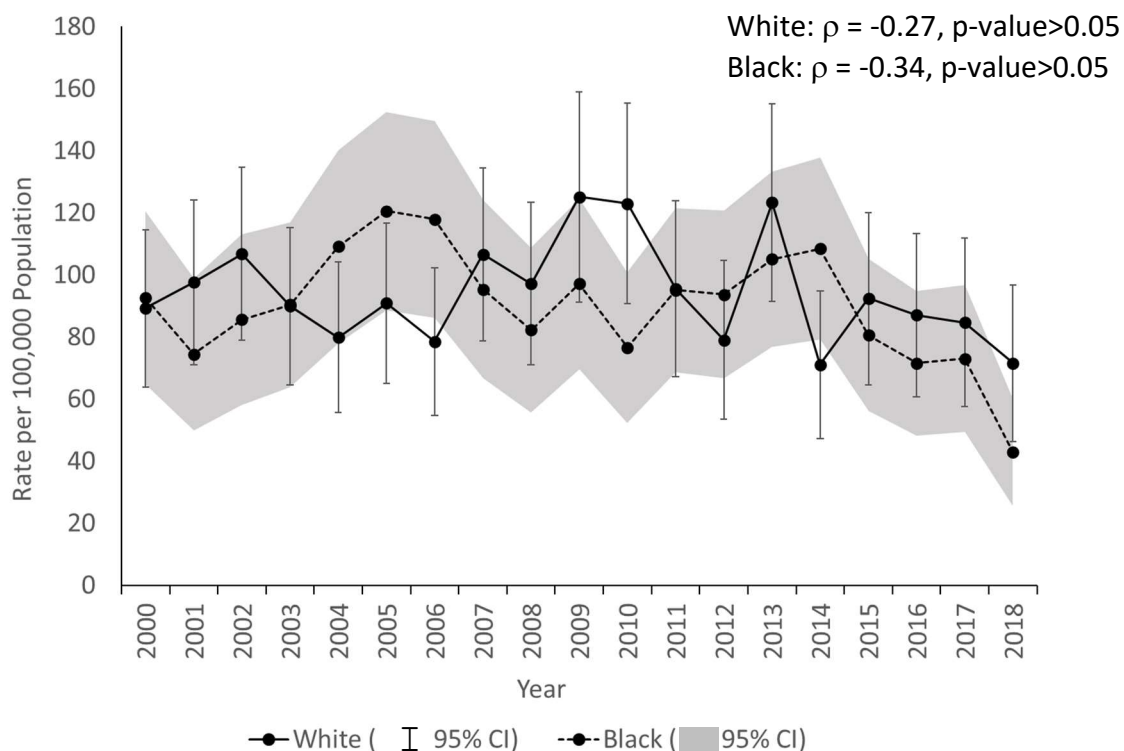 White: ρ = -0.27, p-value>0.05
Black: ρ = -0.34, p-value>0.05
180
160
140
120
100
80
60
40
20
0
Rate per 100,000 Population
2000 2001 2002 2003 2004 2005 2006 2007 2008 2009 2010 2011 2012 2013 2014 2015 2016 2017 2018
Year
White ( 95% CI) Black ( 95% CI)